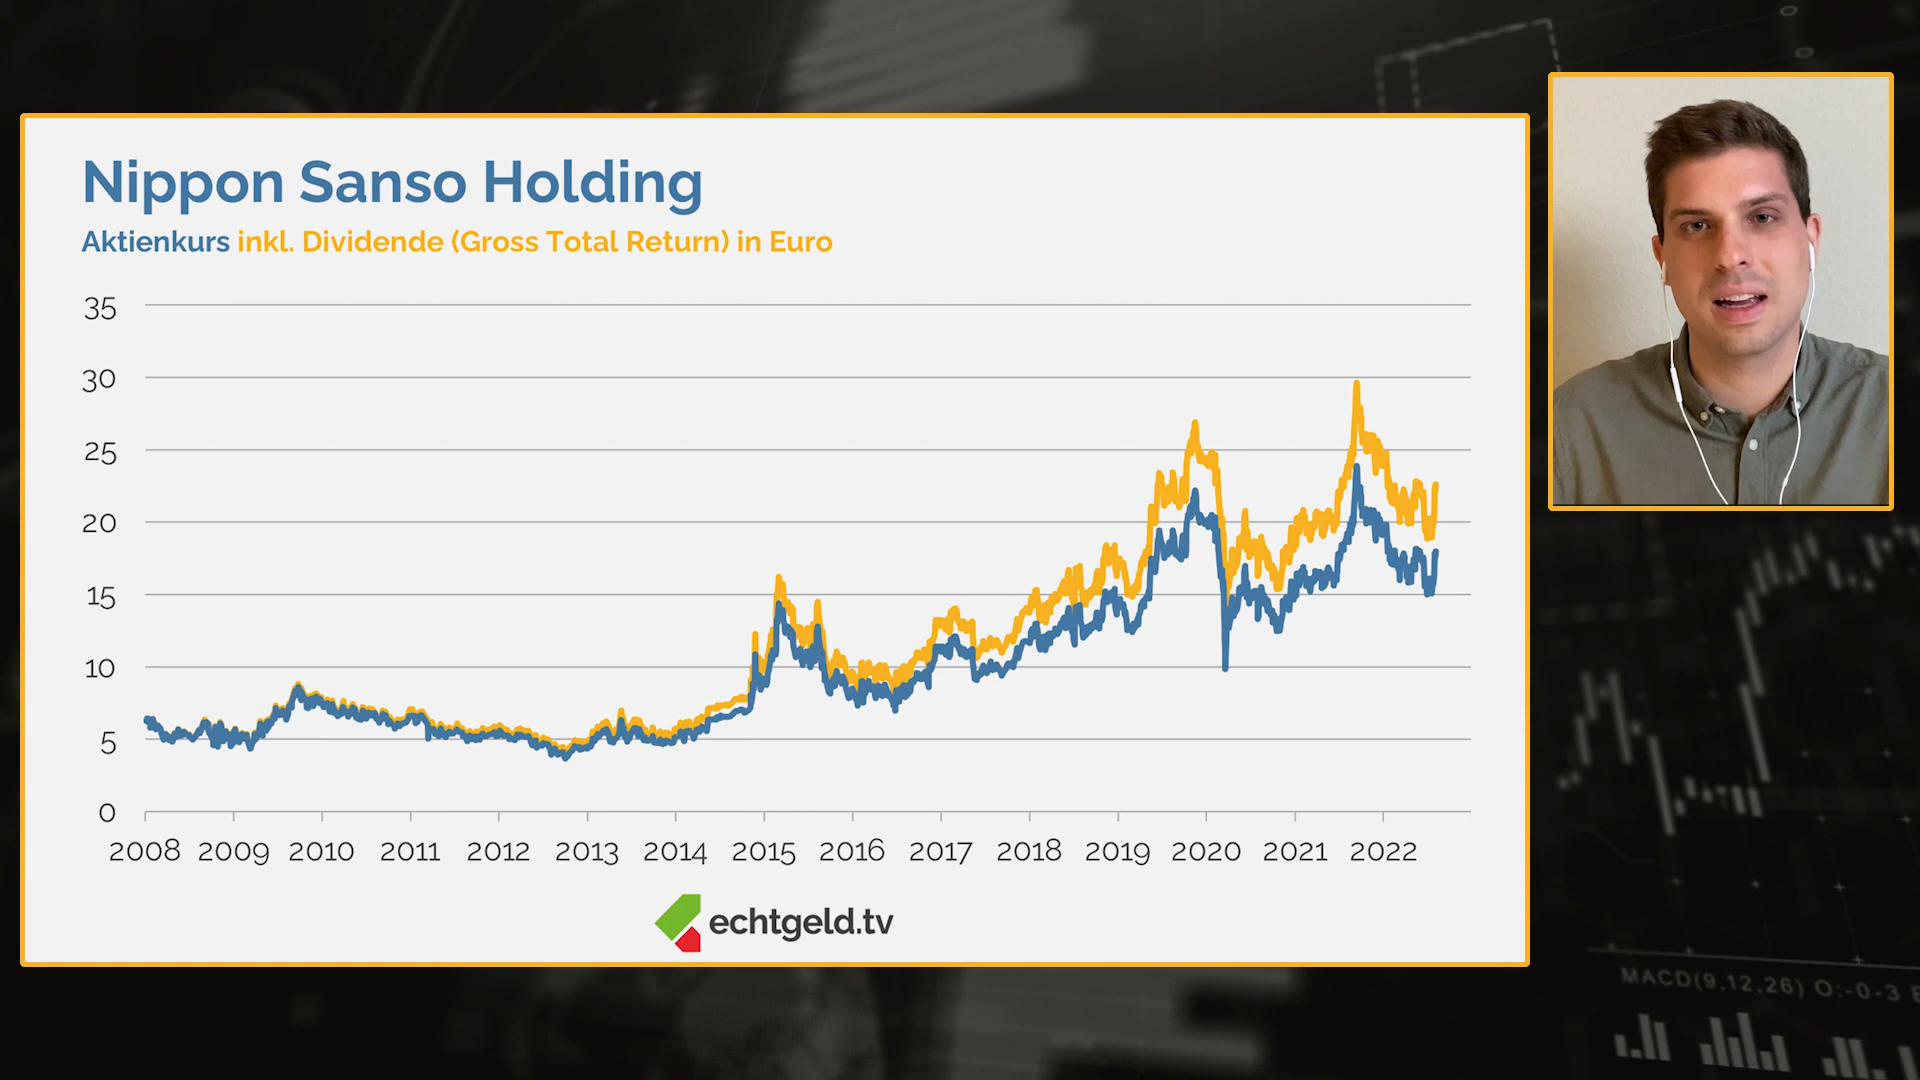 Nippon Sanso Holding
Aktienkurs inkl. Dividende (Gross Total Return) in Euro
35
30
25
20
15
10
5
0
2008 2009 2010 2011 2012 2013 2014 2015 2016 2017 2018 2019 2020 2021 2022
echtgeld.tv
MACD(9,12,26) O:-0-3